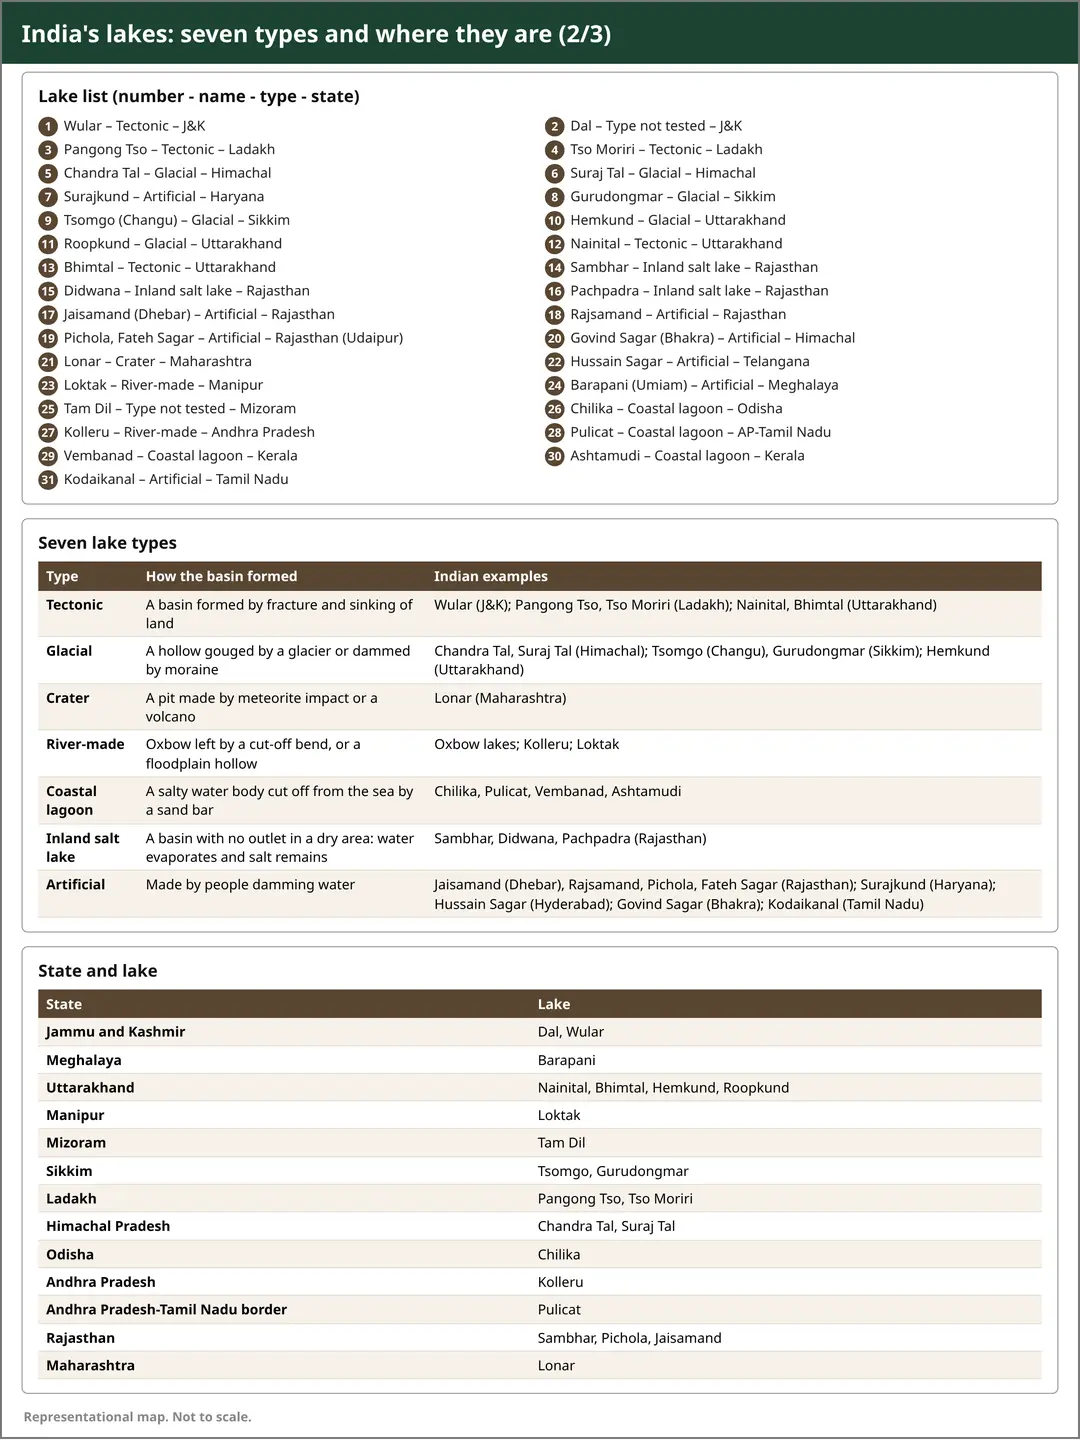 India's lakes: seven types and where they are (2/3)
Lake list (number - name - type - state)
1 Wular – Tectonic – J&K
2 Dal – Type not tested – J&K
3 Pangong Tso – Tectonic – Ladakh
4 Tso Moriri – Tectonic – Ladakh
5 Chandra Tal – Glacial – Himachal
6 Suraj Tal – Glacial – Himachal
7 Surajkund – Artificial – Haryana
8 Gurudongmar – Glacial – Sikkim
9 Tsomgo (Changu) – Glacial – Sikkim
10 Hemkund – Glacial – Uttarakhand
11 Roopkund – Glacial – Uttarakhand
12 Nainital – Tectonic – Uttarakhand
13 Bhimtal – Tectonic – Uttarakhand
14 Sambhar – Inland salt lake – Rajasthan
15 Didwana – Inland salt lake – Rajasthan
16 Pachpadra – Inland salt lake – Rajasthan
17 Jaisamand (Dhebar) – Artificial – Rajasthan
18 Rajsamand – Artificial – Rajasthan
19 Pichola, Fateh Sagar – Artificial – Rajasthan (Udaipur)
20 Govind Sagar (Bhakra) – Artificial – Himachal
21 Lonar – Crater – Maharashtra
22 Hussain Sagar – Artificial – Telangana
23 Loktak – River-made – Manipur
24 Barapani (Umiam) – Artificial – Meghalaya
25 Tam Dil – Type not tested – Mizoram
26 Chilika – Coastal lagoon – Odisha
27 Kolleru – River-made – Andhra Pradesh
28 Pulicat – Coastal lagoon – AP-Tamil Nadu
29 Vembanad – Coastal lagoon – Kerala
30 Ashtamudi – Coastal lagoon – Kerala
31 Kodaikanal – Artificial – Tamil Nadu
Seven lake types
Type How the basin formed Indian examples
Tectonic A basin formed by fracture and sinking of Wular (J&K); Pangong Tso, Tso Moriri (Ladakh); Nainital, Bhimtal (Uttarakhand)
land
Glacial A hollow gouged by a glacier or dammed Chandra Tal, Suraj Tal (Himachal); Tsomgo (Changu), Gurudongmar (Sikkim); Hemkund
by moraine (Uttarakhand)
Crater A pit made by meteorite impact or a Lonar (Maharashtra)
volcano
River-made Oxbow left by a cut-off bend, or a Oxbow lakes; Kolleru; Loktak
floodplain hollow
Coastal A salty water body cut off from the sea by Chilika, Pulicat, Vembanad, Ashtamudi
lagoon a sand bar
Inland salt A basin with no outlet in a dry area: water Sambhar, Didwana, Pachpadra (Rajasthan)
lake evaporates and salt remains
Artificial Made by people damming water Jaisamand (Dhebar), Rajsamand, Pichola, Fateh Sagar (Rajasthan); Surajkund (Haryana);
Hussain Sagar (Hyderabad); Govind Sagar (Bhakra); Kodaikanal (Tamil Nadu)
State and lake
State Lake
Jammu and Kashmir Dal, Wular
Meghalaya Barapani
Uttarakhand Nainital, Bhimtal, Hemkund, Roopkund
Manipur Loktak
Mizoram Tam Dil
Sikkim Tsomgo, Gurudongmar
Ladakh Pangong Tso, Tso Moriri
Himachal Pradesh Chandra Tal, Suraj Tal
Odisha Chilika
Andhra Pradesh Kolleru
Andhra Pradesh-Tamil Nadu border Pulicat
Rajasthan Sambhar, Pichola, Jaisamand
Maharashtra Lonar
Representational map. Not to scale.